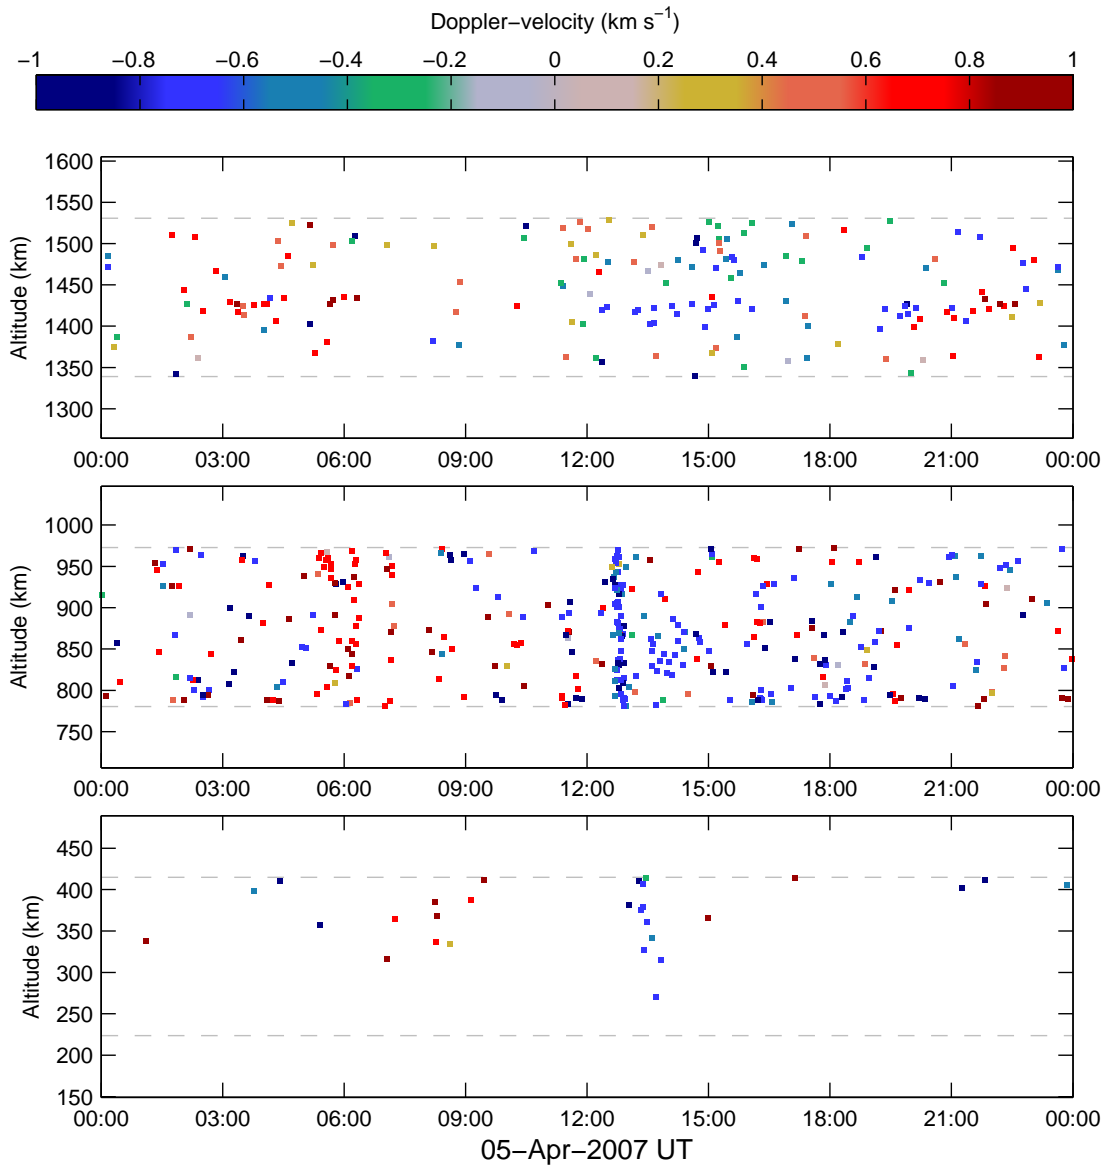 Doppler−velocity (km s−1)
−1 −0.8 −0.6 −0.4 −0.2 0 0.2 0.4 0.6 0.8 1
1600
1550
1500
1450
1400
1350
1300
Altitude (km)
00:00 03:00 06:00 09:00 12:00 15:00 18:00 21:00 00:00
1000
950
900
850
800
750
Altitude (km)
00:00 03:00 06:00 09:00 12:00 15:00 18:00 21:00 00:00
450
400
350
300
250
200
150
Altitude (km)
00:00 03:00 06:00 09:00 12:00 15:00 18:00 21:00 00:00
05−Apr−2007 UT